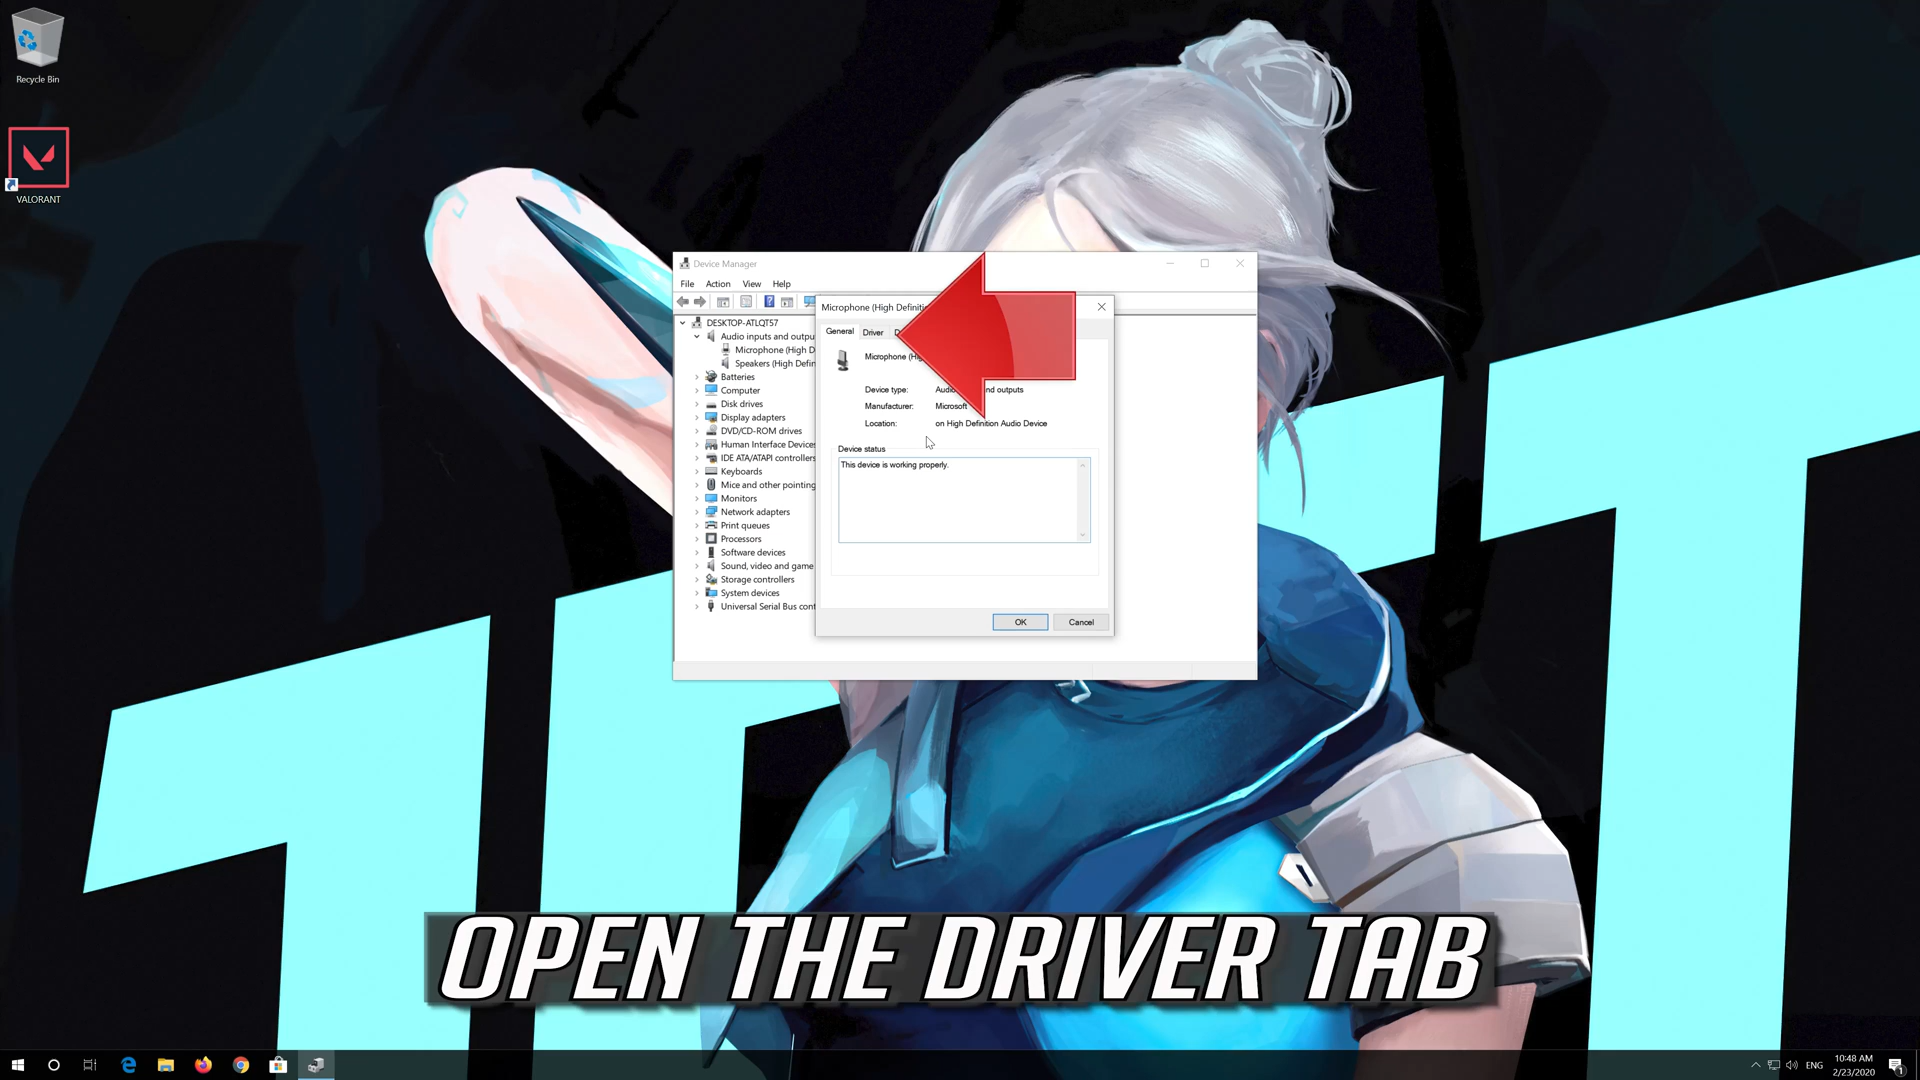 Recycle Bin
VALORANT
Device Manager
File Action View Help
DESKTOP-ATLQT57
Audio inputs and outpu
Microphone (High D
Speakers (High Defin
Batteries
Computer
Disk drives
Display adapters
DVD/CD-ROM drives
Human Interface Devices
IDE ATA/ATAPI controllers
Keyboards
Mice and other pointing
Monitors
Network adapters
Print queues
Processors
Software devices
Sound, video and game
Storage controllers
System devices
Universal Serial Bus cont
Microphone (High Definiti
General Driver D
Microphone (Hig
Device type: Audio nd outputs
Manufacturer: Microsoft
Location: on High Definition Audio Device
Device status
This device is working properly.
OK Cancel
OPEN THE DRIVER TAB
ENG
10:48 AM
2/23/2020
1